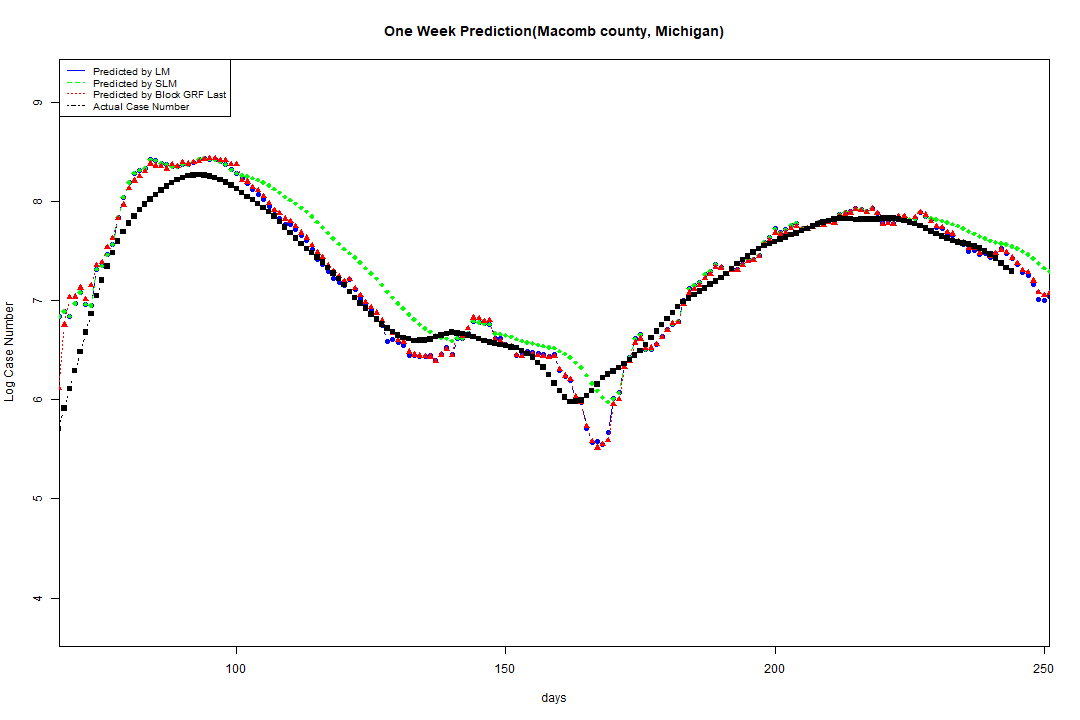 One Week Prediction(Macomb county, Michigan)
Predicted by LM
Predicted by SLM
Predicted by Block GRF Last
Actual Case Number
Log Case Number
9
8
7
6
5
4
100 150 200 250
days